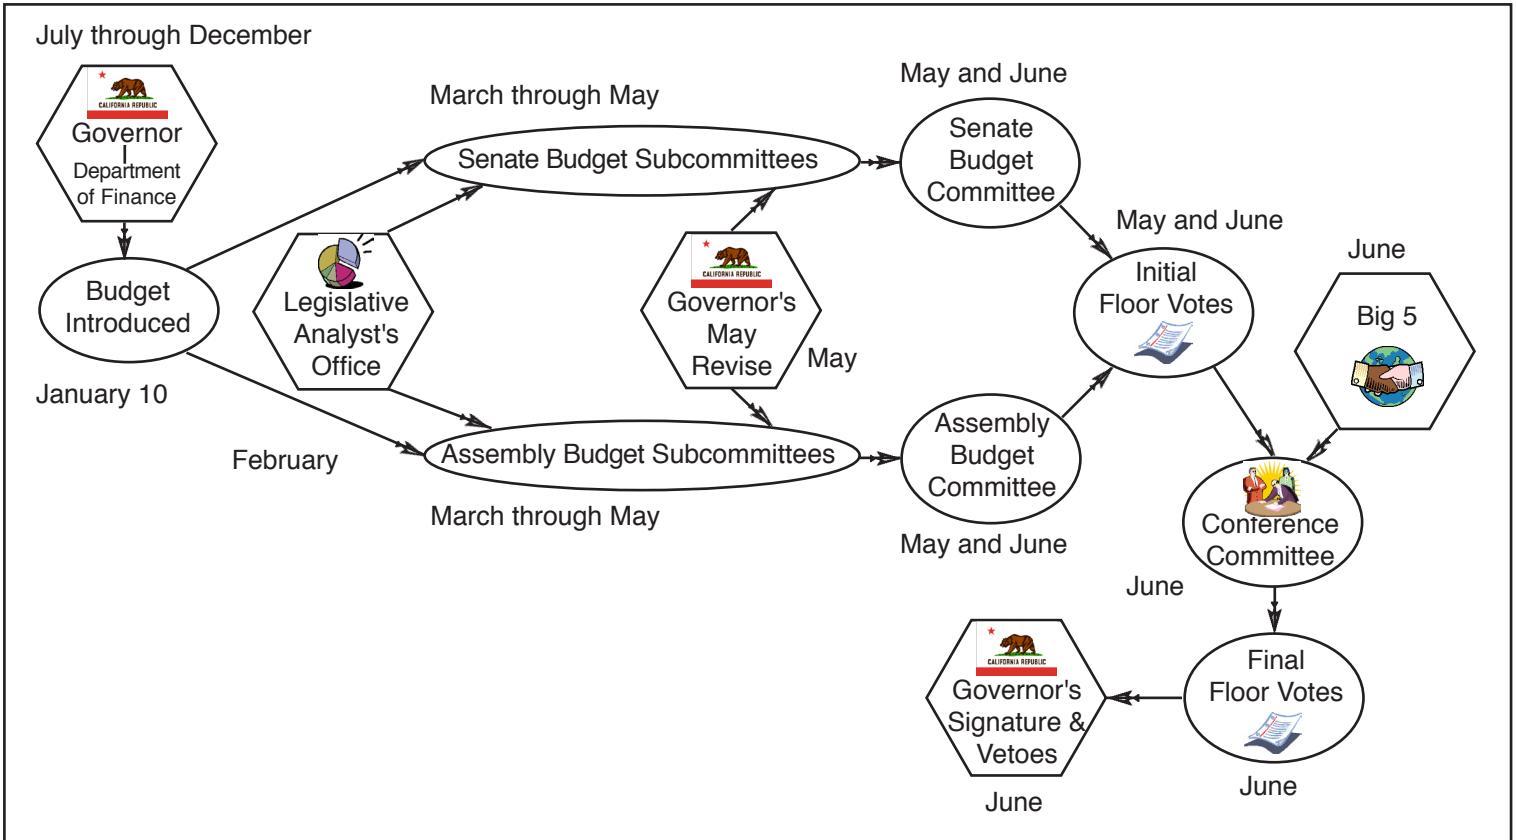 July through December
CALIFORNIA REPUBLIC
Governor
Department
of Finance
Budget
Introduced
January 10
February
Legislative
Analyst's
Office
March through May
Senate Budget Subcommittees
CALIFORNIA REPUBLIC
Governor's
May
Revise
May
Assembly Budget Subcommittees
March through May
May and June
Senate
Budget
Committee
Assembly
Budget
Committee
May and June
May and June
Initial
Floor Votes
June
Big 5
Conference
Committee
June
Final
Floor Votes
June
CALIFORNIA REPUBLIC
Governor's
Signature &
Vetoes
June